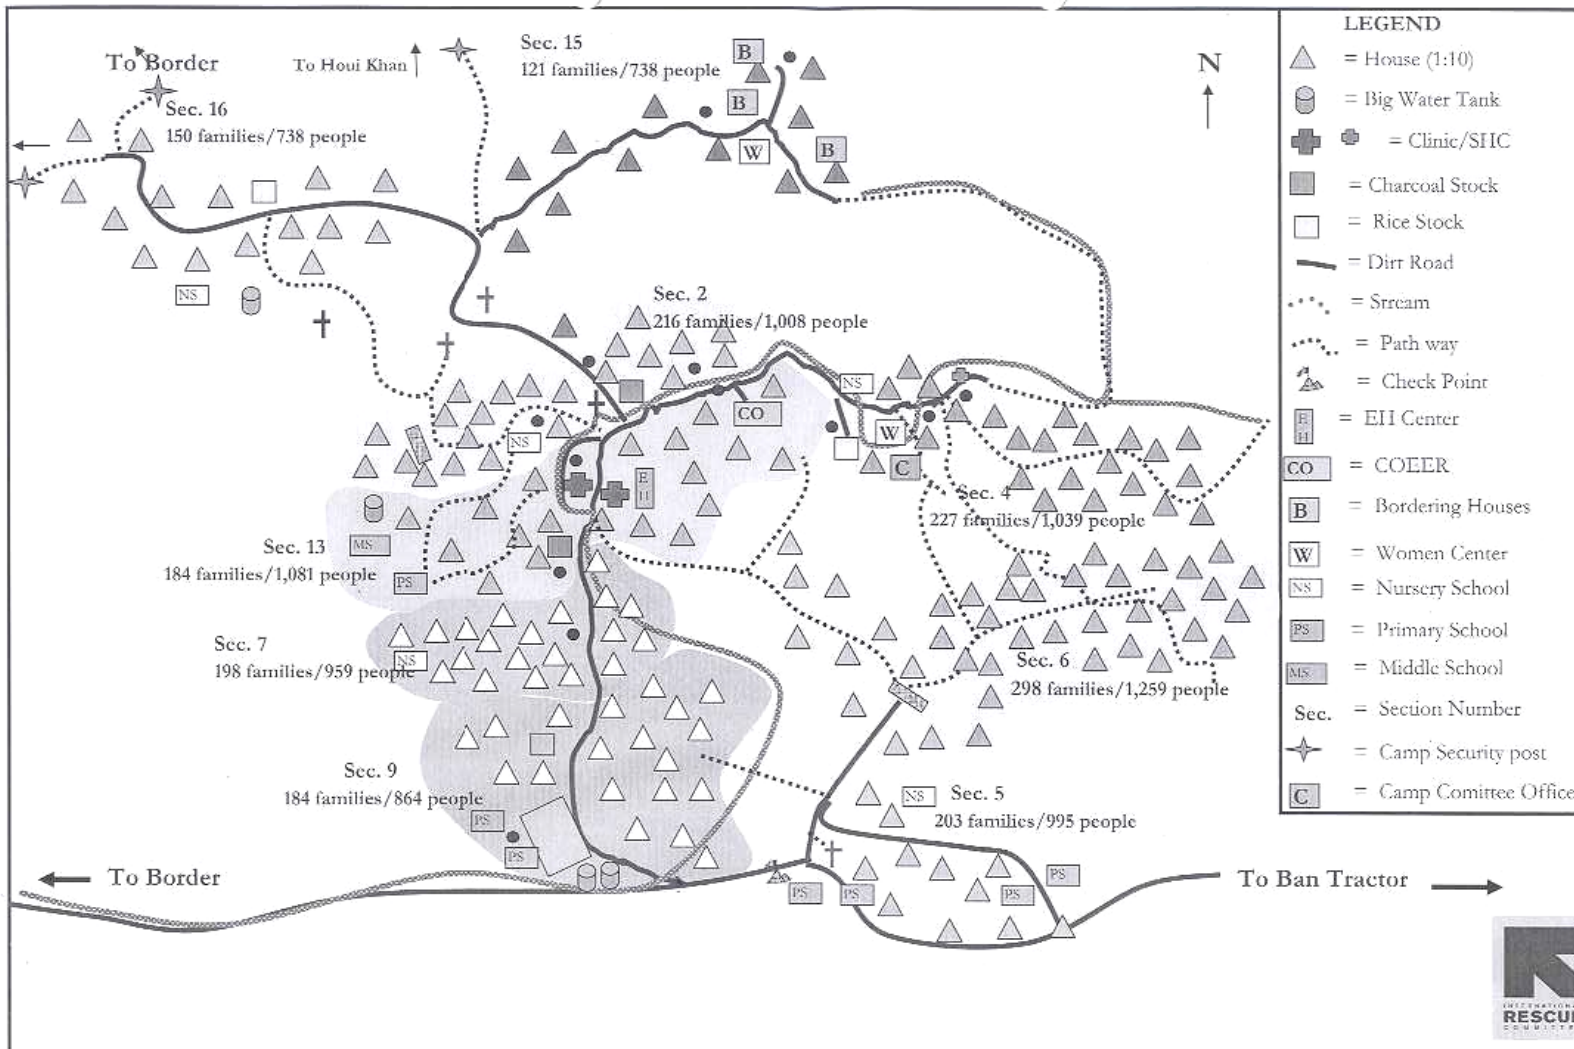 To Border
To Houi Khan
Sec. 16
150 families/738 people
Sec. 15
121 families/738 people
B
B
B
W
N
NS
Sec. 2
216 families/1,008 people
NS
CO
W
C
NS
E
H
Sec. 4
227 families/1,039 people
MS
PS
Sec. 13
184 families/1,081 people
Sec. 7
198 families/959 people
NS
Sec. 6
298 families/1,259 people
Sec. 9
184 families/864 people
PS
PS
NS
Sec. 5
203 families/995 people
PS
PS
PS
PS
To Border
To Ban Tractor
LEGEND
= House (1:10)
= Big Water Tank
= Clinic/SHC
= Charcoal Stock
= Rice Stock
= Dirt Road
= Stream
= Path way
= Check Point
E
H
= EH Center
CO = COEER
B = Bordering Houses
W = Women Center
NS = Nursery School
PS = Primary School
MS = Middle School
Sec. = Section Number
= Camp Security post
C = Camp Comittee Office
INTERNATIONA
RESCU
COMMITTE